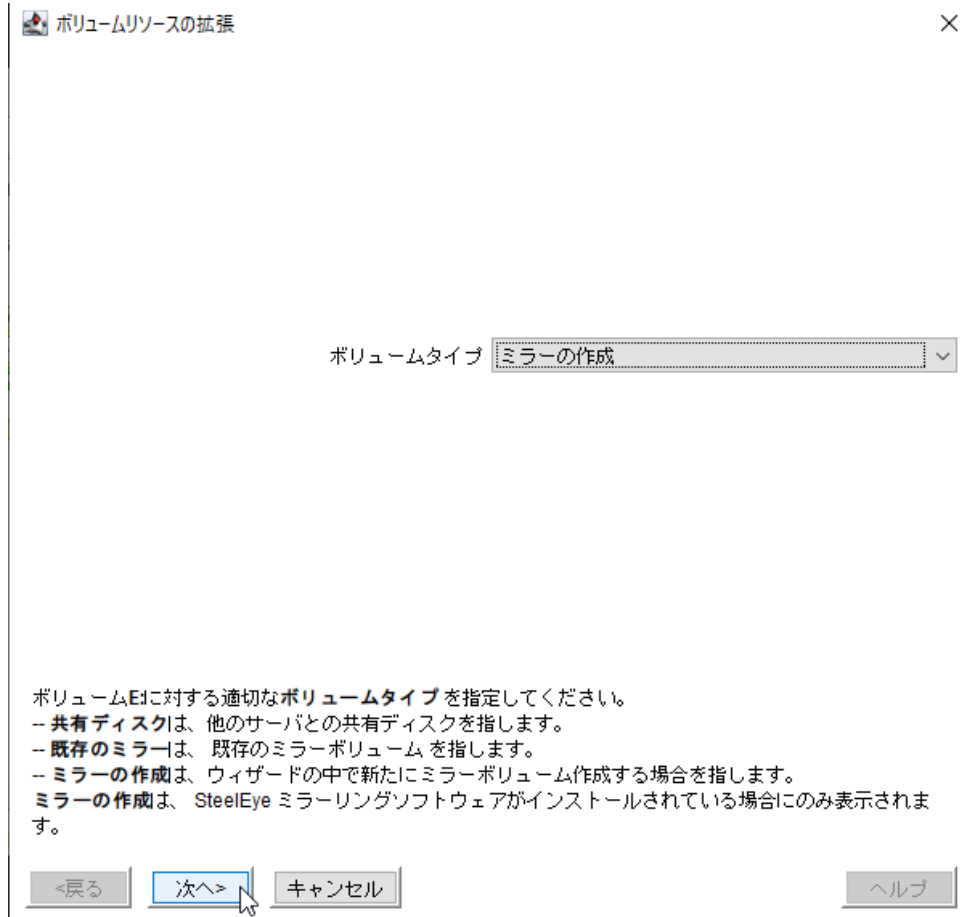 ボリュームリソースの拡張
ボリュームタイプ ミラーの作成
ボリュームE:に対する適切なボリュームタイプ を指定してください。
-- 共有ディスクは、他のサーバとの共有ディスクを指します。
-- 既存のミラーは、 既存のミラーボリューム を指します。
-- ミラーの作成は、ウィザードの中で新たにミラーボリューム作成する場合を指します。
ミラーの作成は、 SteelEye ミラーリングソフトウェアがインストールされている場合にのみ表示されま
す。
<戻る 次へ> キャンセル ヘルプ